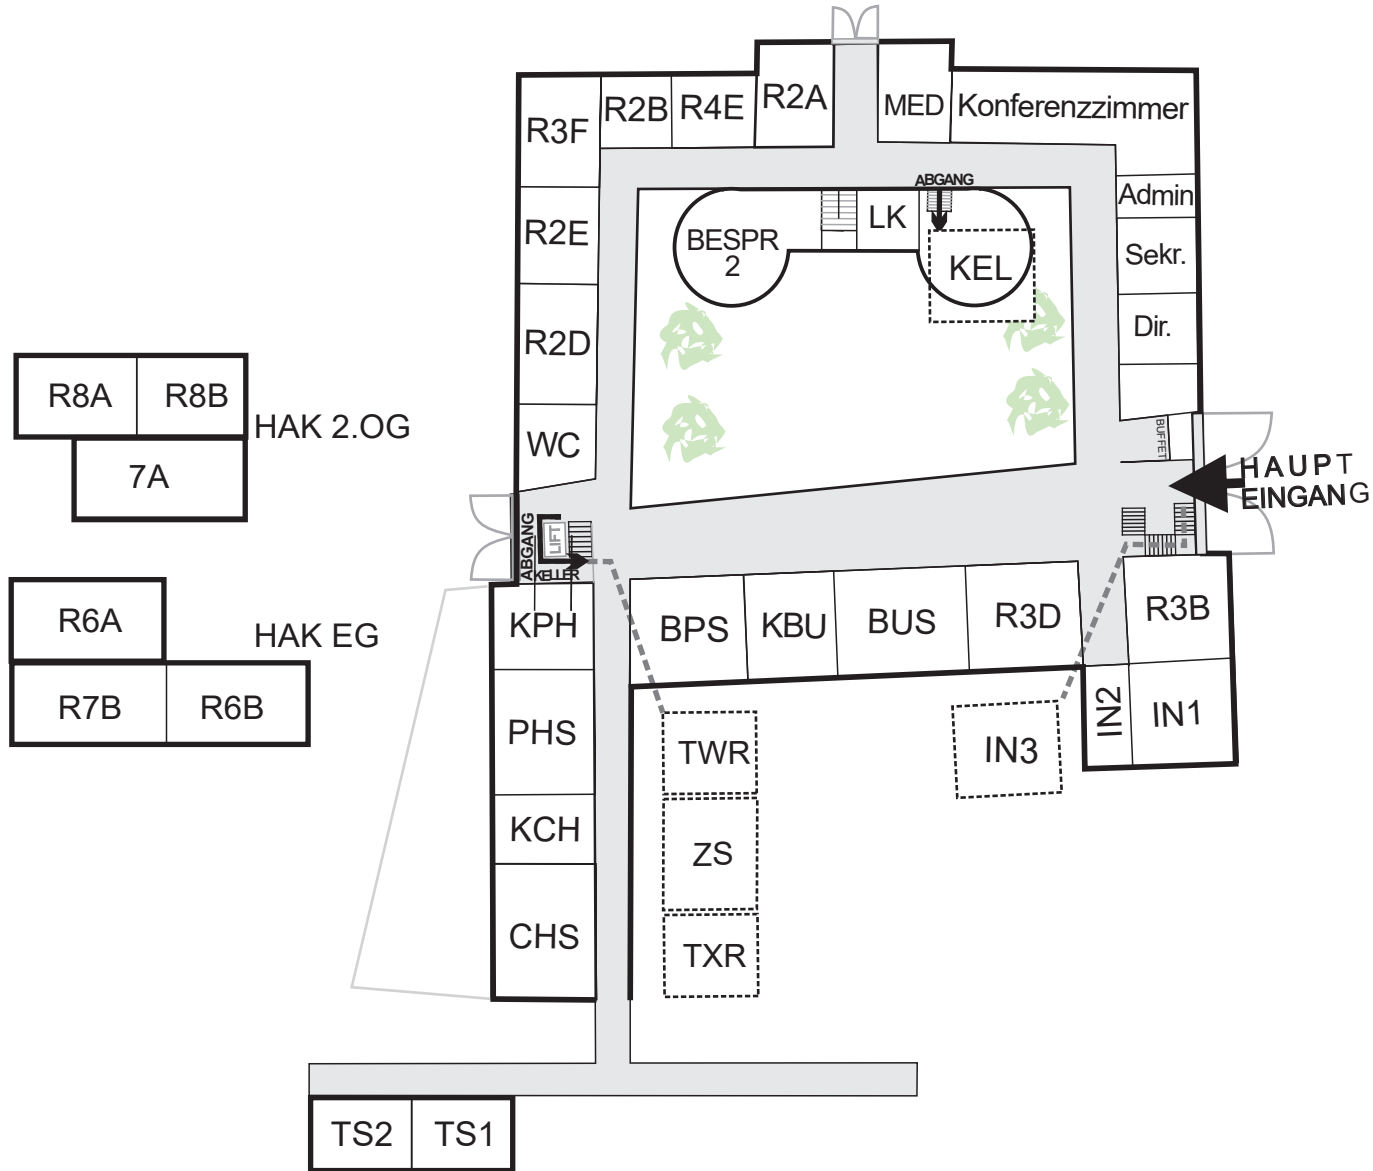 R2A
R2B
R4E
MED
Konferenzzimmer
R3F
ABGANG
Admin
LK
R2E
BESPR
2
Sekr.
KEL
Dir.
R2D
R8A
R8B
HAK 2.OG
WC
BUFFET
7A
HAUPT
EINGANG
ABGANG
LIFT
KELLER
R6A
HAK EG
KPH
BPS
KBU
BUS
R3D
R3B
R7B
R6B
PHS
TWR
IN3
IN2
IN1
KCH
ZS
CHS
TXR
TS2
TS1